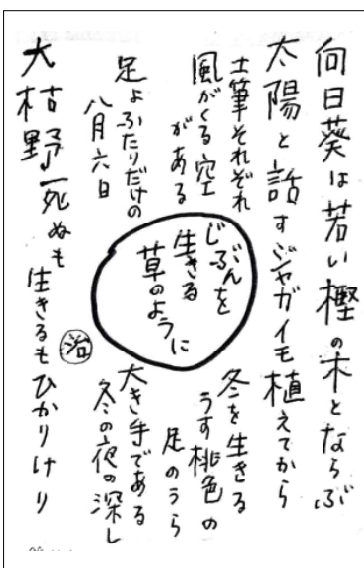 向日葵は若い樫の木とならぶ
太陽と話すジャガイモ植えてから
土筆それぞれ
風がくる空
がある
足よふたりだけの
八月六日
じぶんを
生きる
草のように
冬を生きる
うす桃色の
足のうら
大き手である
冬の夜の深し
大枯野死ぬも
生きるもひかりけり
治